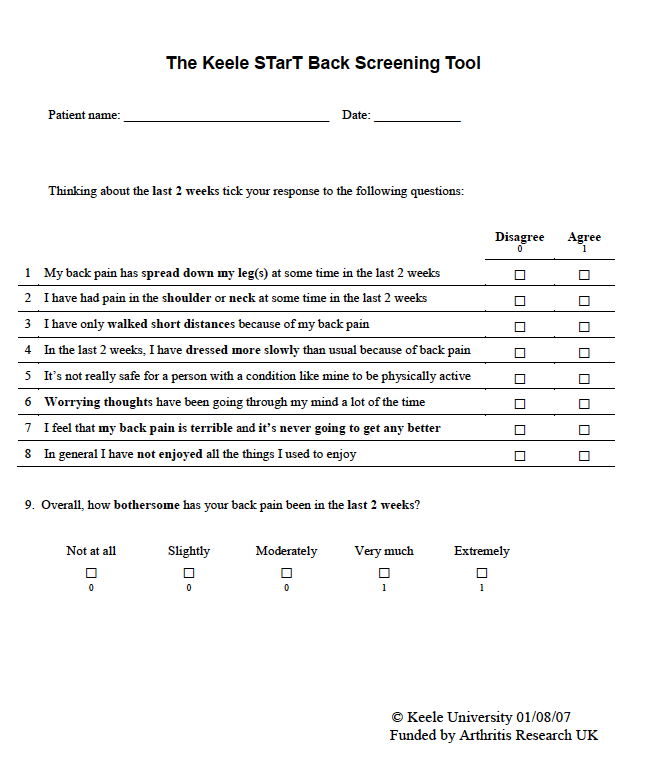 The Keele STarT Back Screening Tool
Patient name: _______________________________ Date: _____________
Thinking about the last 2 weeks tick your response to the following questions:
Disagree Agree
0 1
1 My back pain has spread down my leg(s) at some time in the last 2 weeks
2 I have had pain in the shoulder or neck at some time in the last 2 weeks
3 I have only walked short distances because of my back pain
4 In the last 2 weeks, I have dressed more slowly than usual because of back pain
5 It’s not really safe for a person with a condition like mine to be physically active
6 Worrying thoughts have been going through my mind a lot of the time
7 I feel that my back pain is terrible and it’s never going to get any better
8 In general I have not enjoyed all the things I used to enjoy
9. Overall, how bothersome has your back pain been in the last 2 weeks?
Not at all Slightly Moderately Very much Extremely
0 0 0 1 1
© Keele University 01/08/07
Funded by Arthritis Research UK